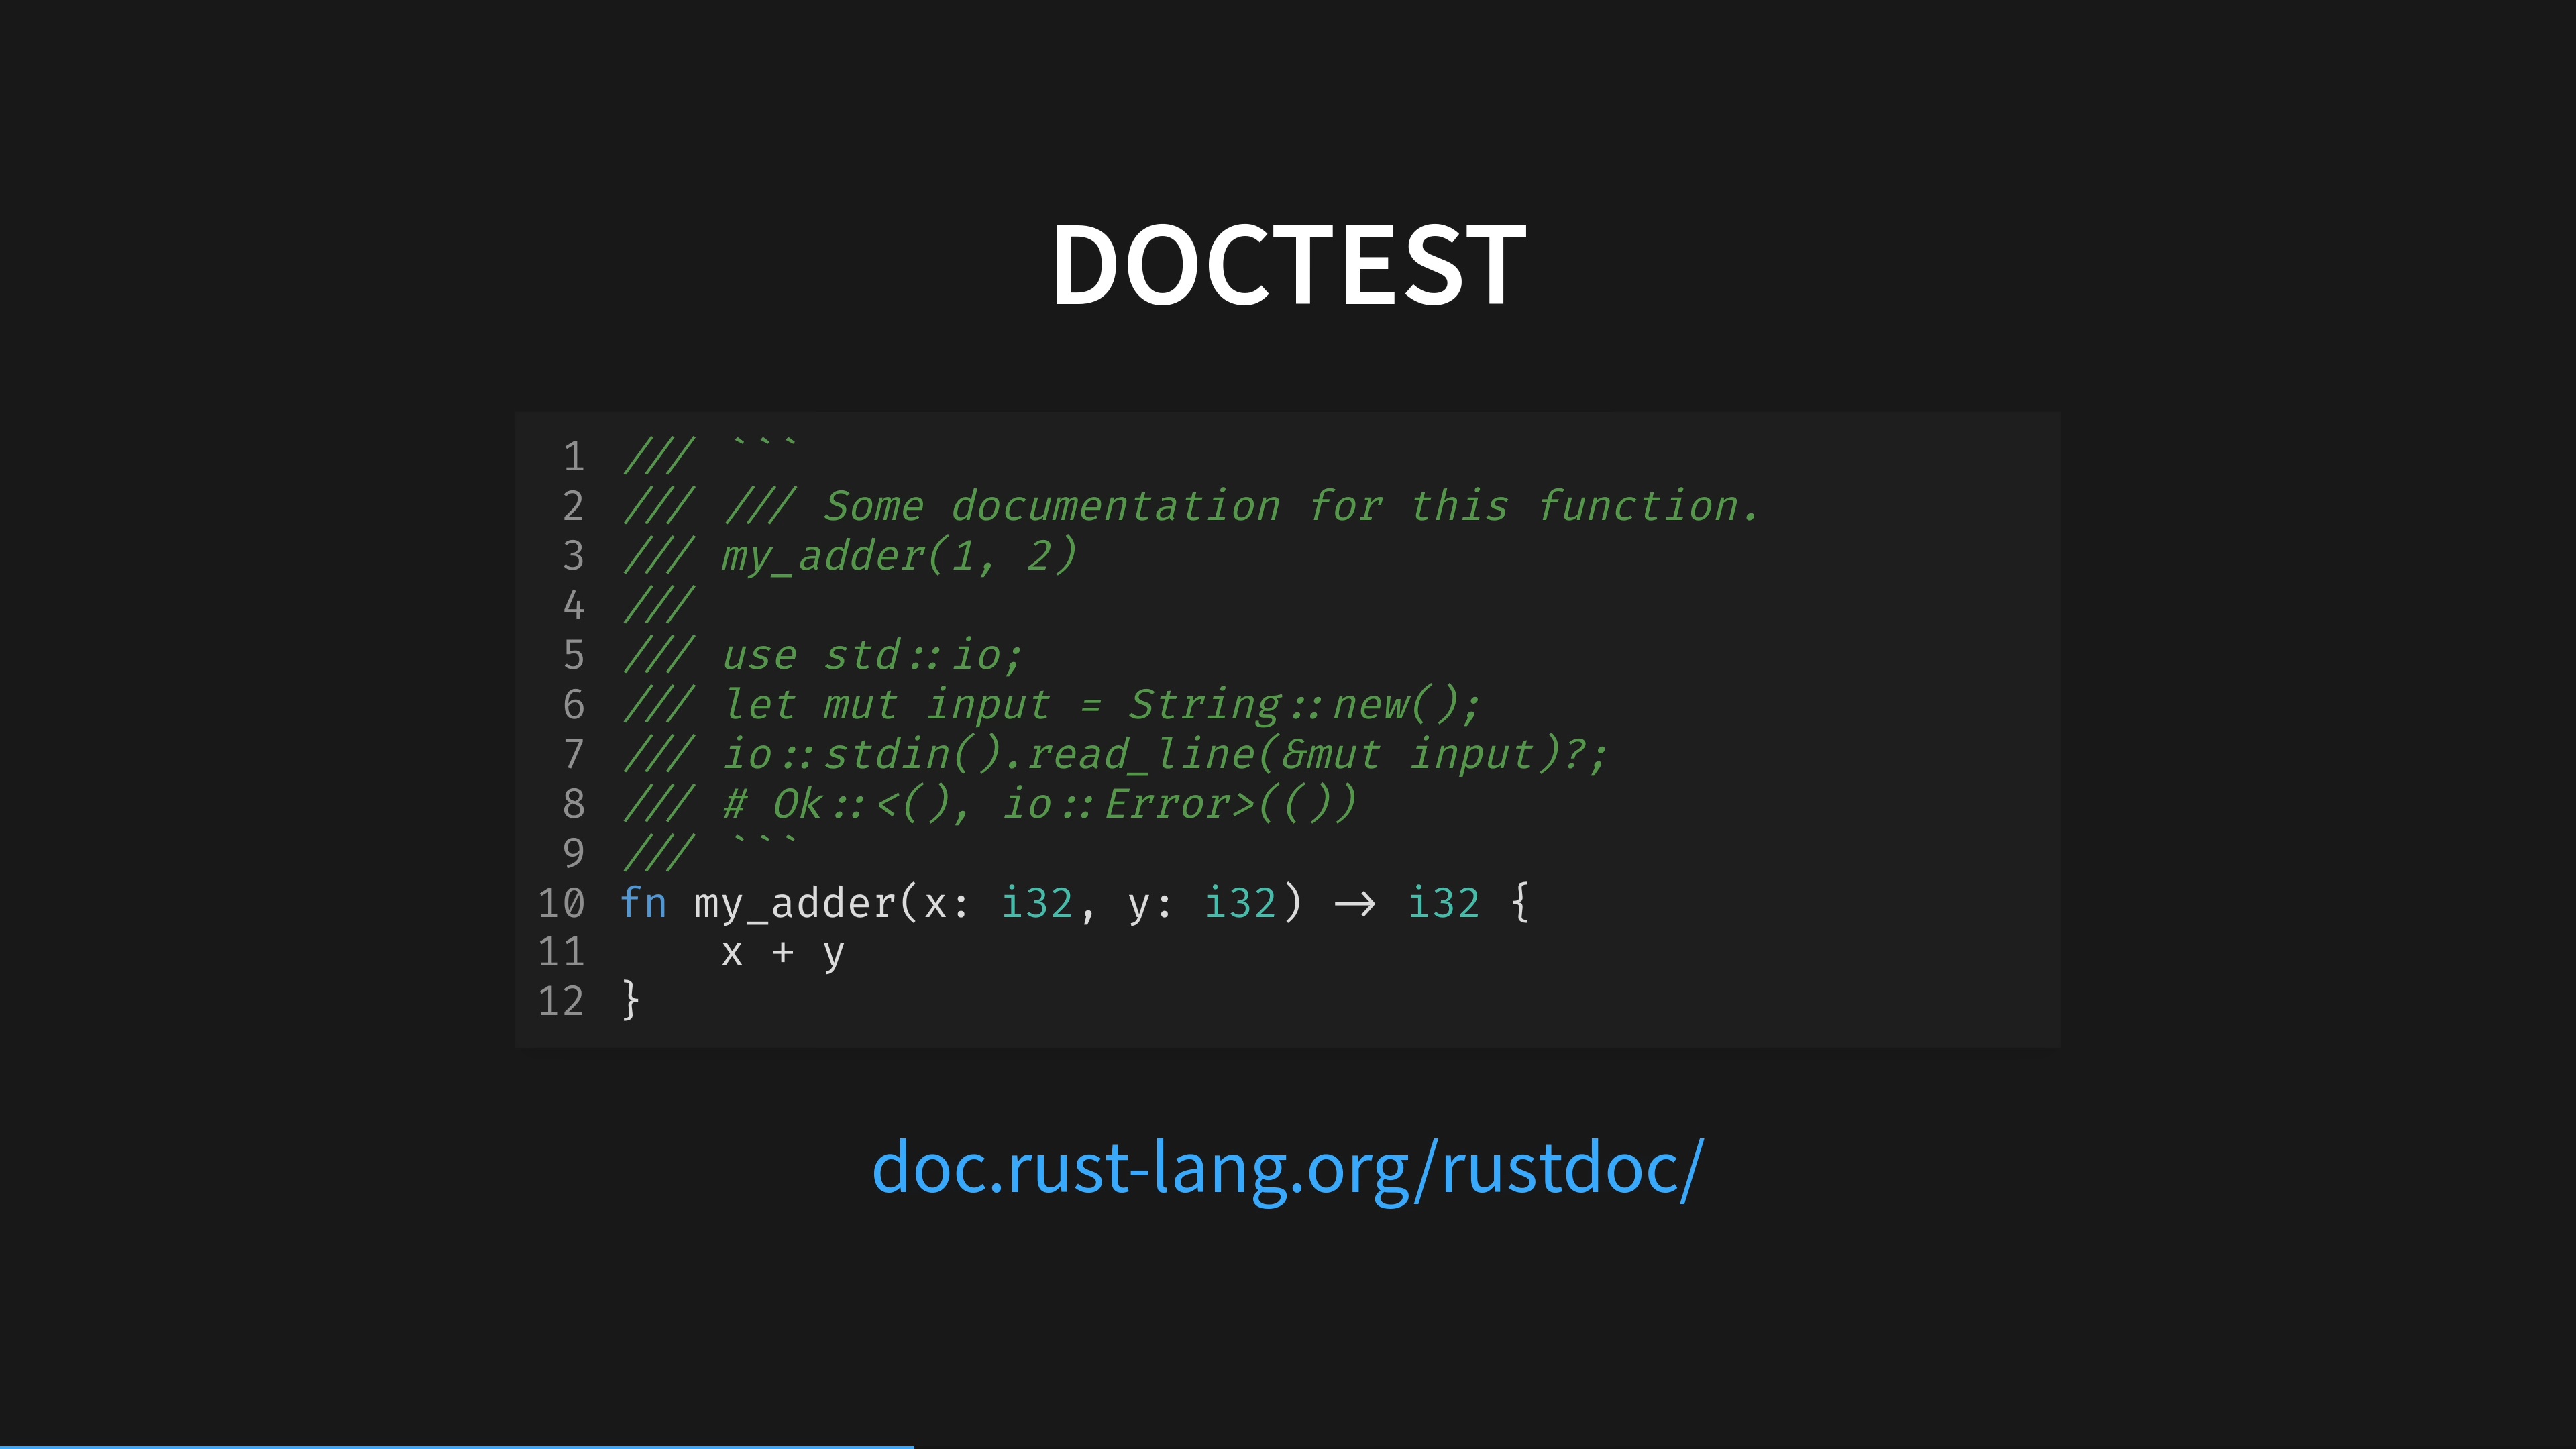 DOCTEST
1 /// ```
2 /// /// Some documentation for this function.
3 /// my_adder(1, 2)
4 ///
5 /// use std::io;
6 /// let mut input = String::new();
7 /// io::stdin().read_line(&mut input)?;
8 /// # Ok::<(), io::Error>(())
9 /// ```
10 fn my_adder(x: i32, y: i32) -> i32 {
11     x + y
12 }
doc.rust-lang.org/rustdoc/